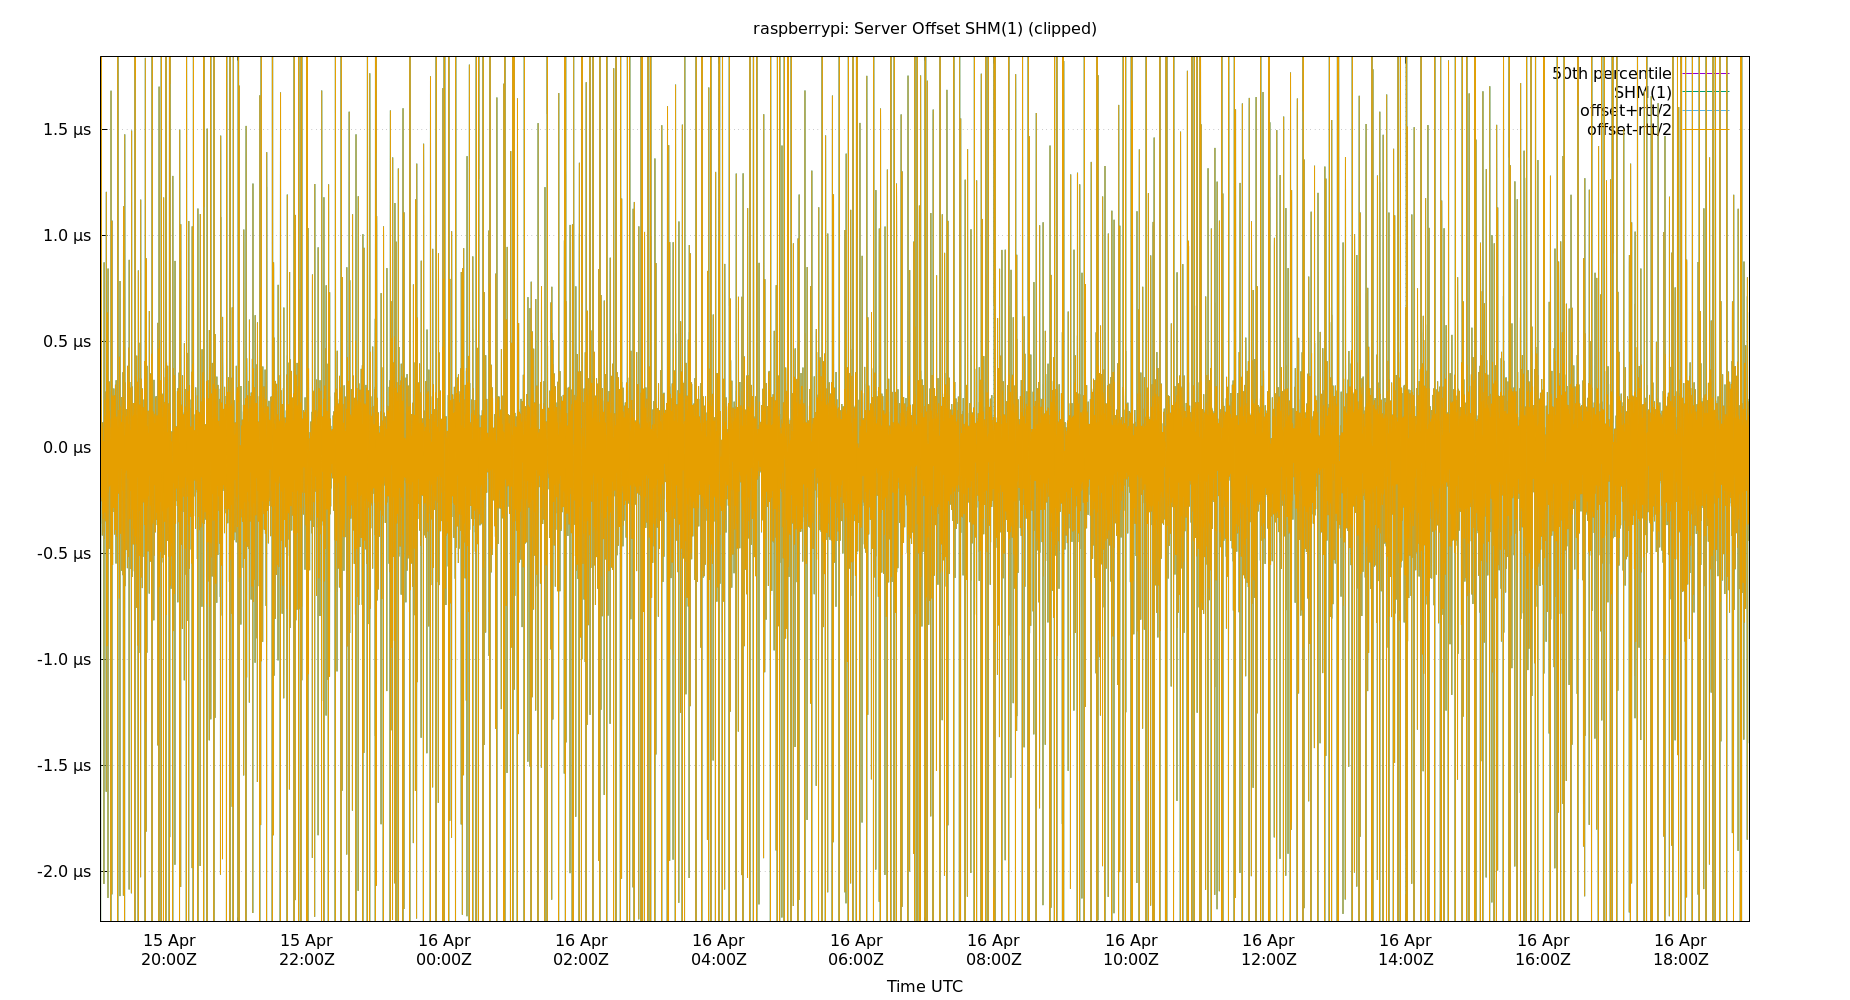 raspberrypi: Server Offset SHM(1) (clipped)
50th percentile
SHM(1)
offset+rtt/2
offset-rtt/2
1.5 µs
1.0 µs
0.5 µs
0.0 µs
-0.5 µs
-1.0 µs
-1.5 µs
-2.0 µs
15 Apr 15 Apr 16 Apr 16 Apr 16 Apr 16 Apr 16 Apr 16 Apr 16 Apr 16 Apr 16 Apr 16 Apr
20:00Z 22:00Z 00:00Z 02:00Z 04:00Z 06:00Z 08:00Z 10:00Z 12:00Z 14:00Z 16:00Z 18:00Z
Time UTC